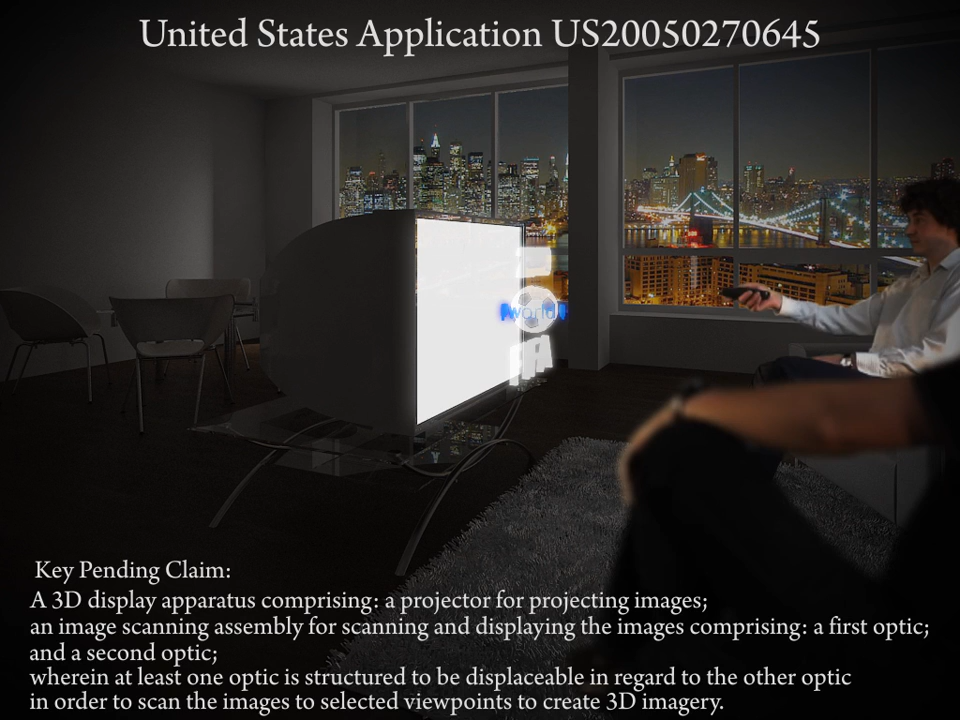 United States Application US20050270645
world
FIFA
Key Pending Claim:
A 3D display apparatus comprising: a projector for projecting images;
an image scanning assembly for scanning and displaying the images comprising: a first optic;
and a second optic;
wherein at least one optic is structured to be displaceable in regard to the other optic
in order to scan the images to selected viewpoints to create 3D imagery.